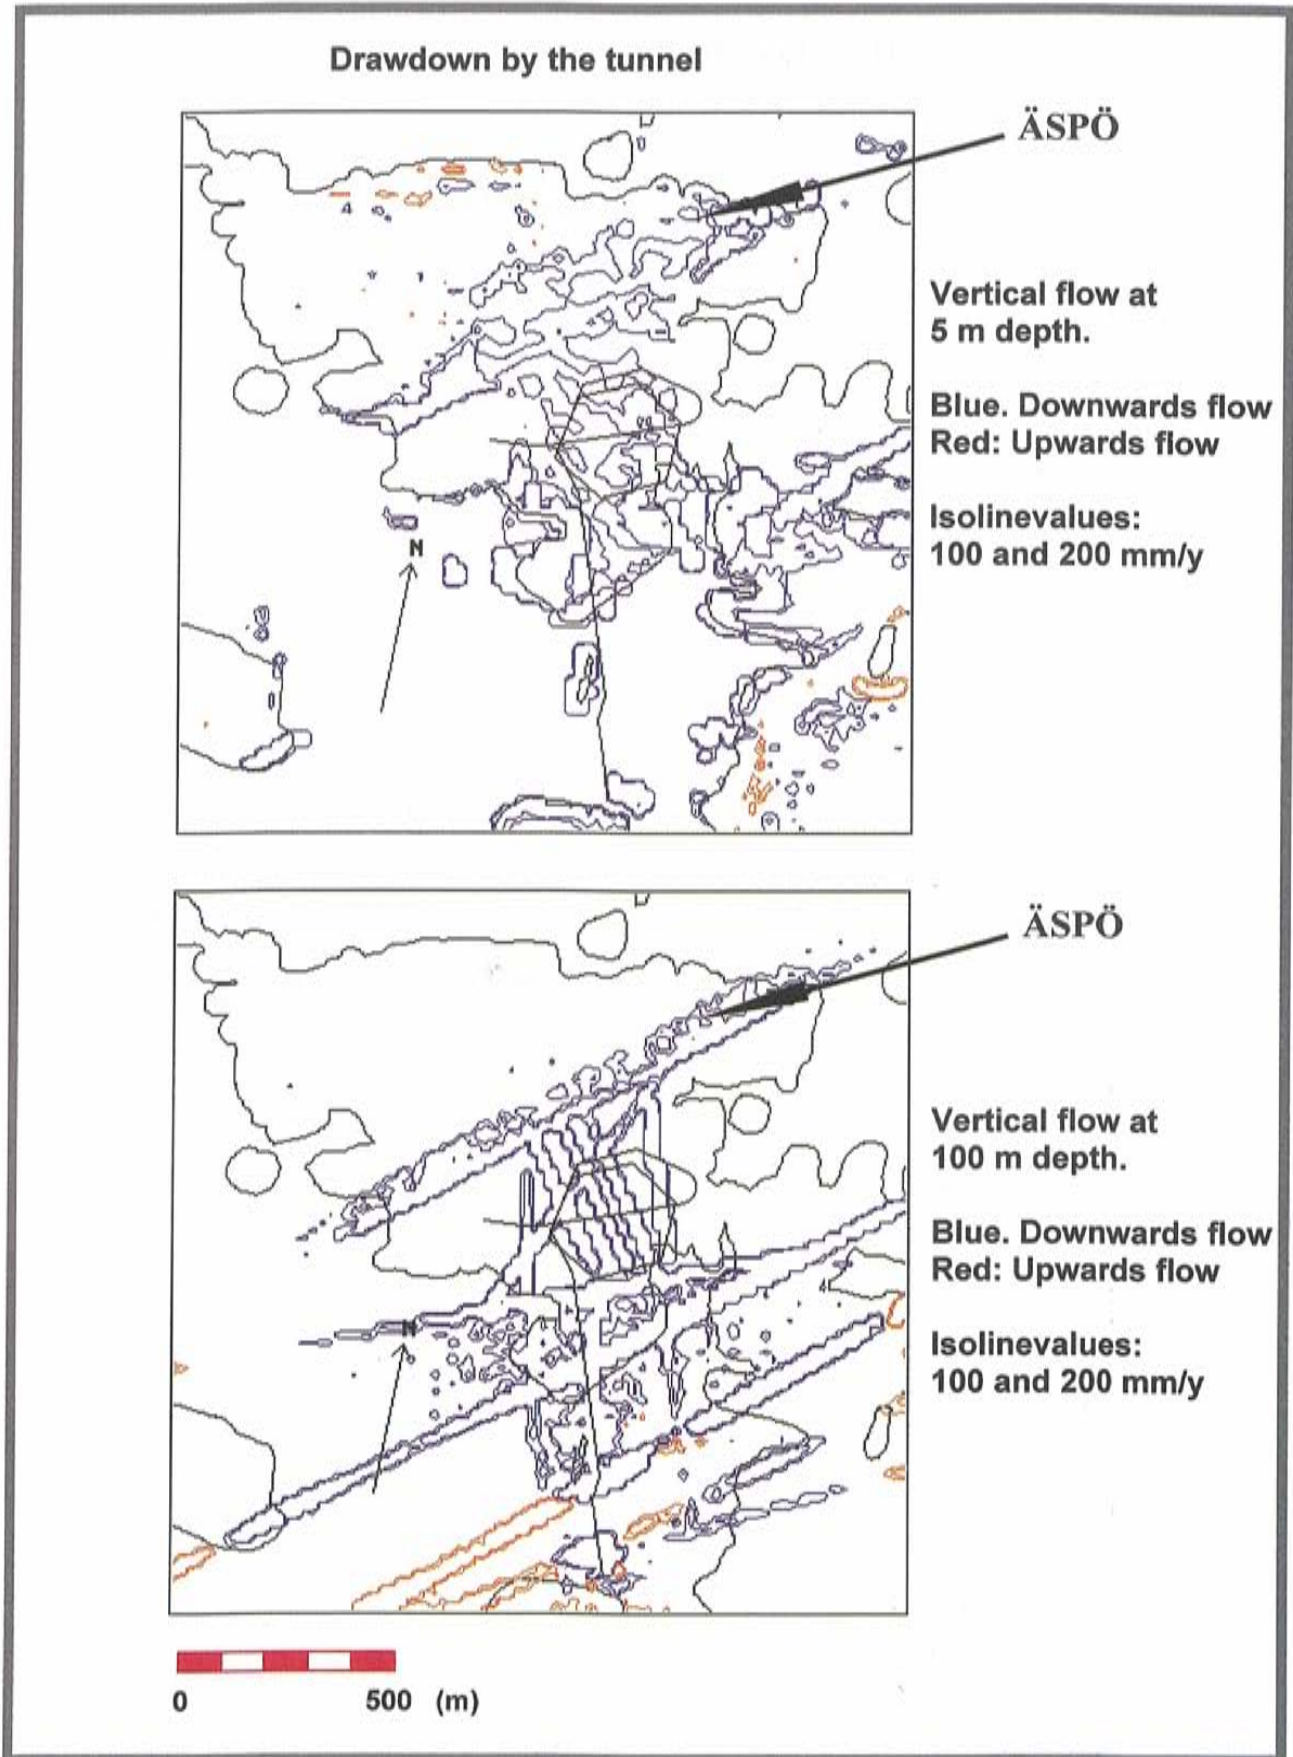 Drawdown by the tunnel
ÄSPÖ
Vertical flow at
5 m depth.
Blue. Downwards flow
Red: Upwards flow
Isolinevalues:
100 and 200 mm/y
N
ÄSPÖ
Vertical flow at
100 m depth.
Blue. Downwards flow
Red: Upwards flow
Isolinevalues:
100 and 200 mm/y
N
0 500 (m)